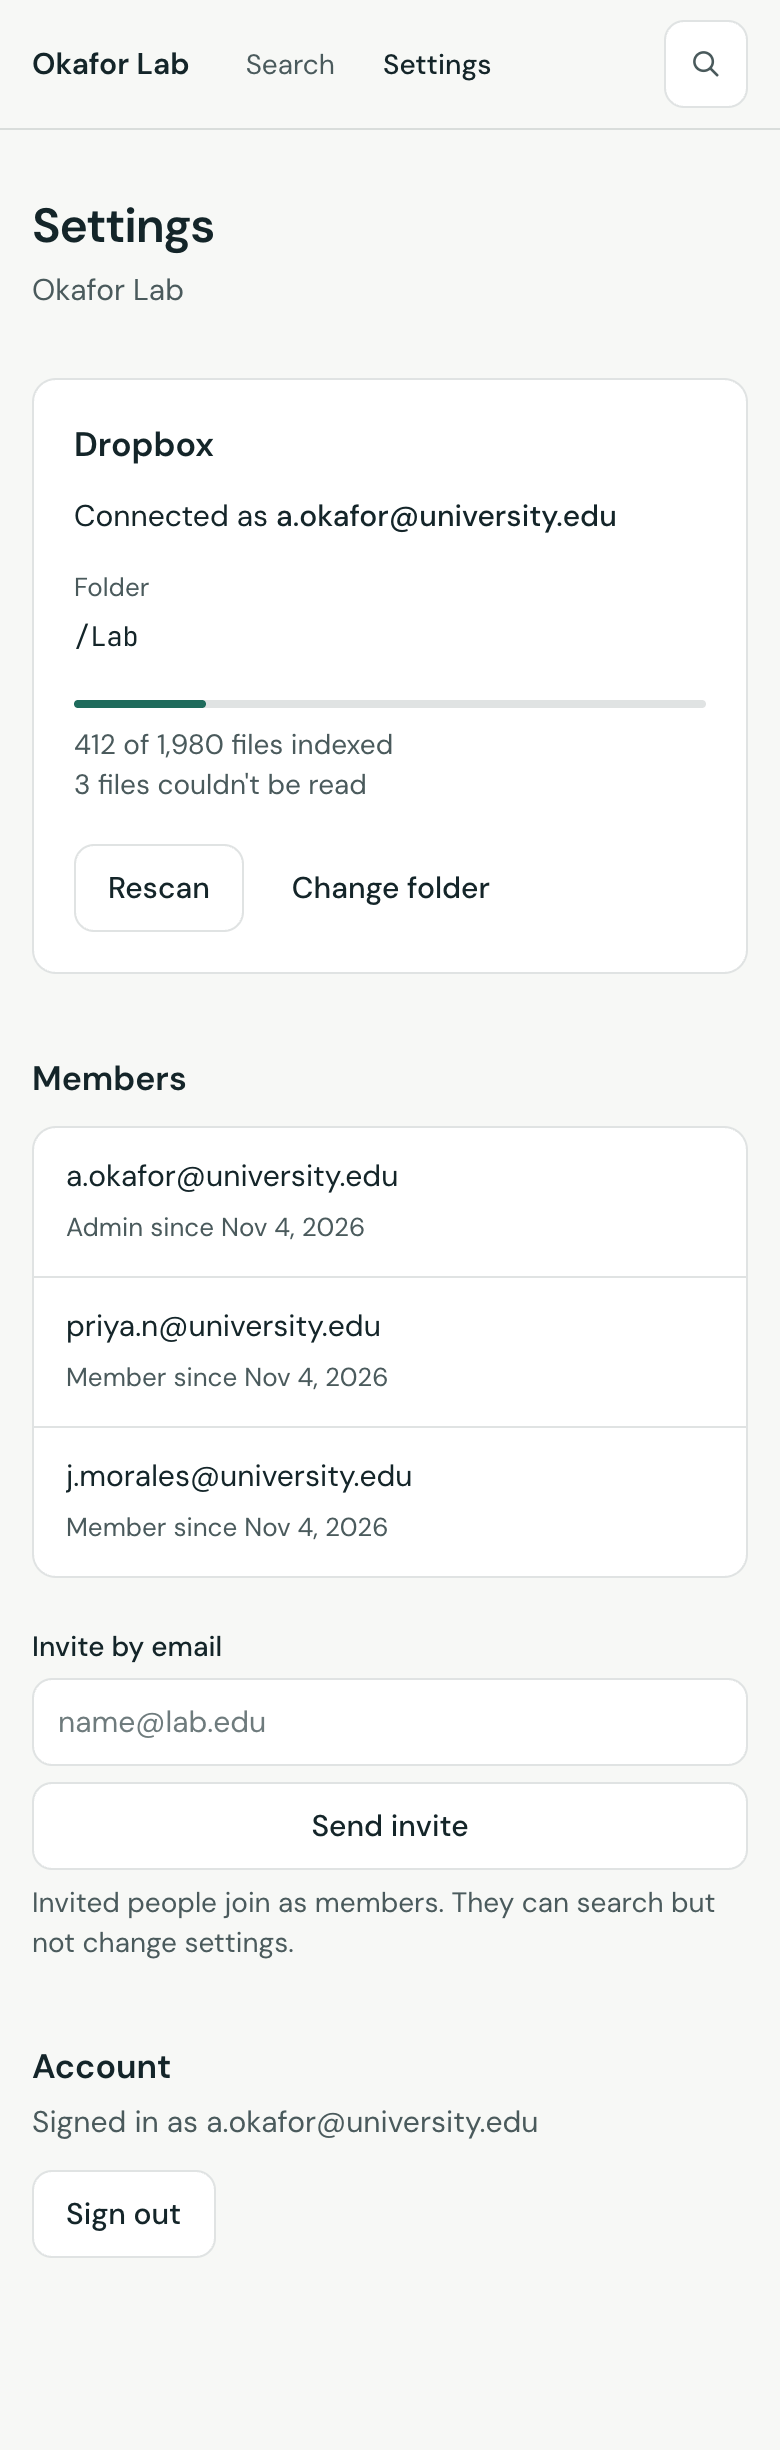 Okafor Lab Search Settings
Settings
Okafor Lab
Dropbox
Connected as a.okafor@university.edu
Folder
/Lab
412 of 1,980 files indexed
3 files couldn't be read
Rescan Change folder
Members
a.okafor@university.edu
Admin since Nov 4, 2026
priya.n@university.edu
Member since Nov 4, 2026
j.morales@university.edu
Member since Nov 4, 2026
Invite by email
name@lab.edu
Send invite
Invited people join as members. They can search but
not change settings.
Account
Signed in as a.okafor@university.edu
Sign out